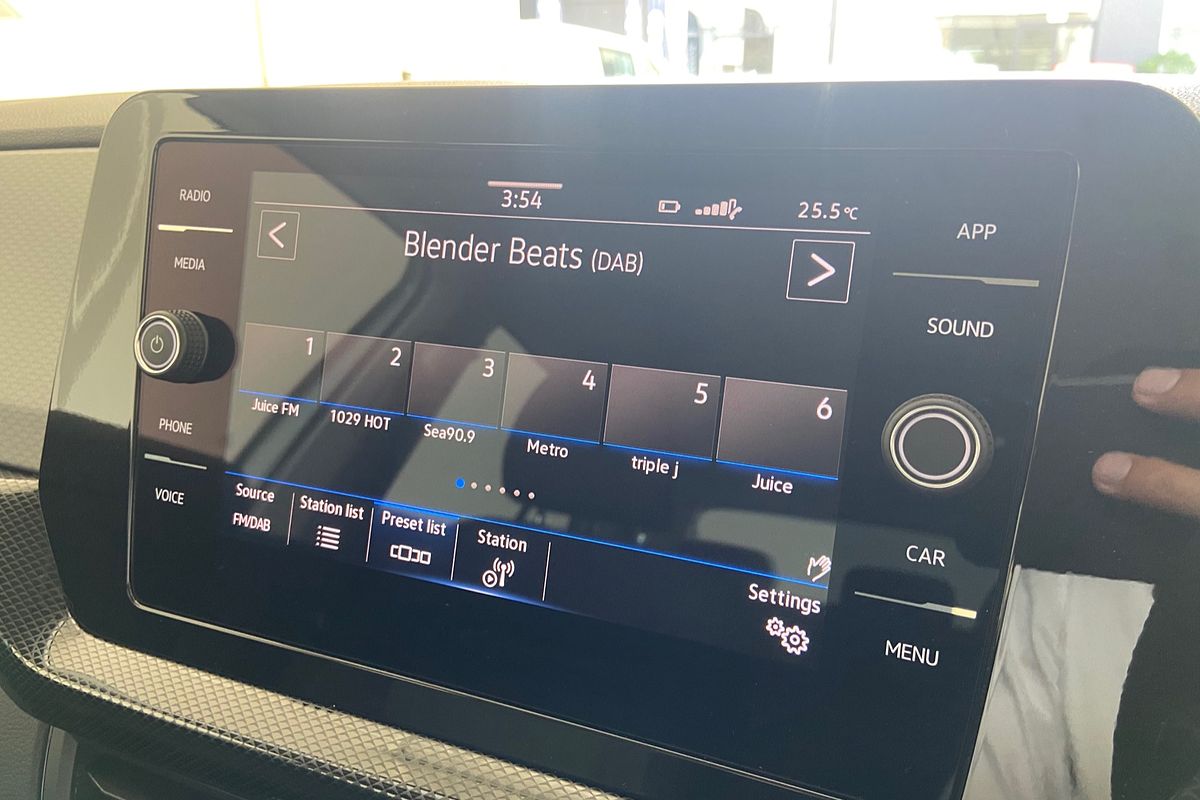 RADIO
MEDIA
PHONE
VOICE
3:54
25.5°C
Blender Beats (DAB)
1
2
3
4
5
6
Juice FM
1029 HOT
Sea90.9
Metro
triple j
Juice
Source
FM/DAB
Station list
Preset list
Station
Settings
APP
SOUND
CAR
MENU